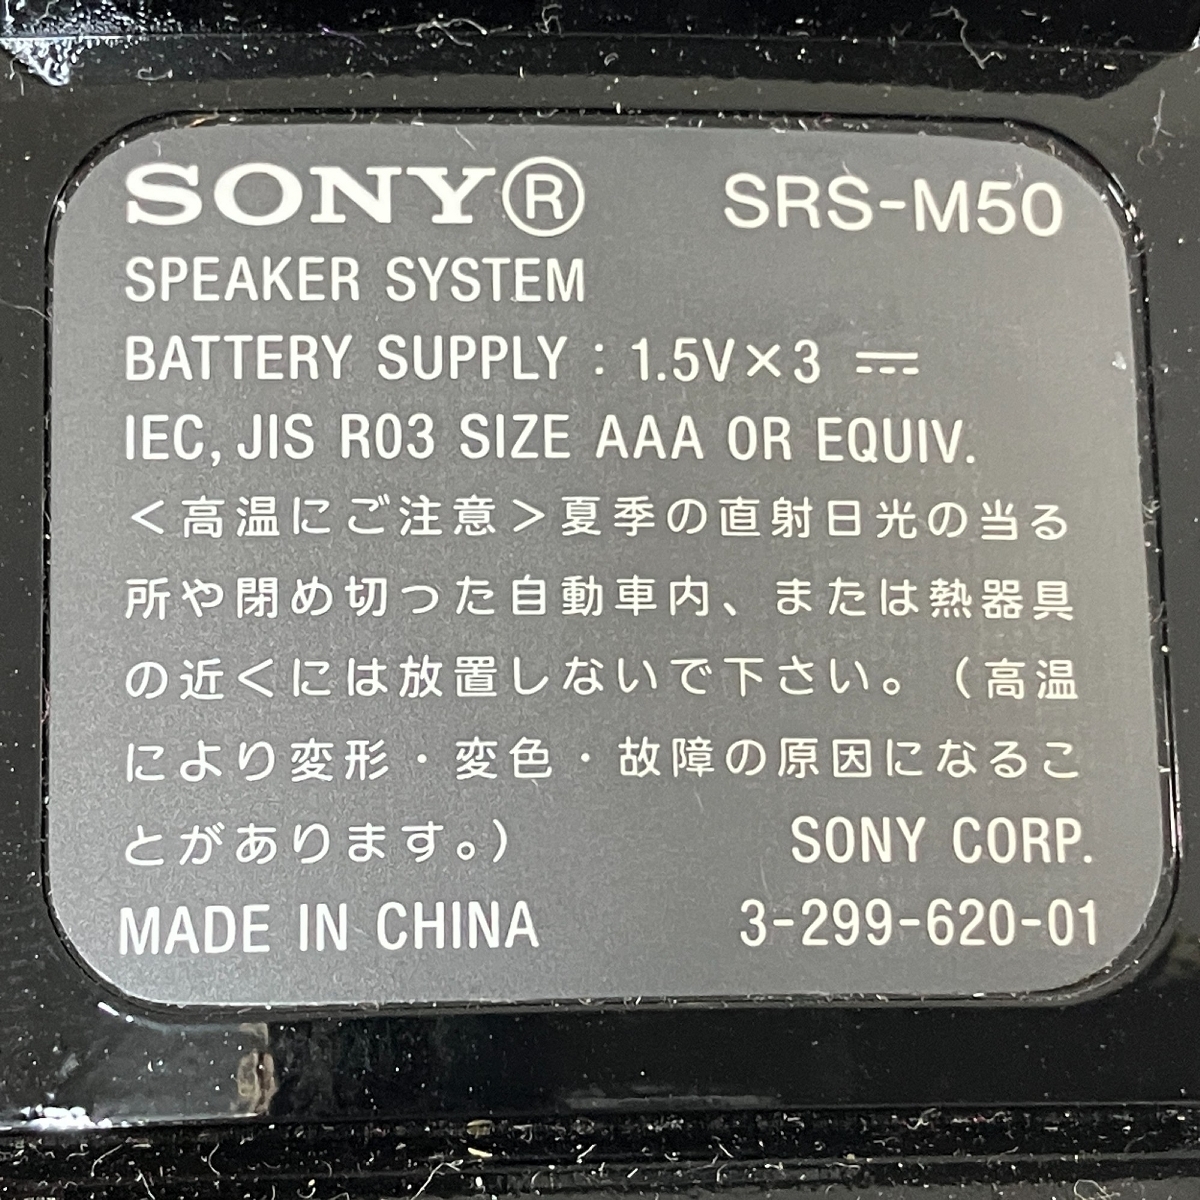 SONY® SRS-M50
SPEAKER SYSTEM
BATTERY SUPPLY : 1.5V×3 ⎓
IEC, JIS R03 SIZE AAA OR EQUIV.
＜高温にご注意＞夏季の直射日光の当る
所や閉め切った自動車内、または熱器具
の近くには放置しないで下さい。（高温
により変形・変色・故障の原因になるこ
とがあります。） SONY CORP.
MADE IN CHINA 3-299-620-01